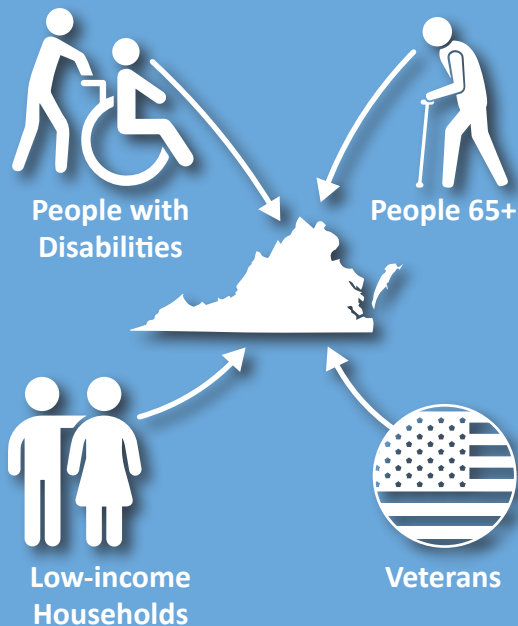 People with
Disabilities
People 65+
Low-income
Households
Veterans